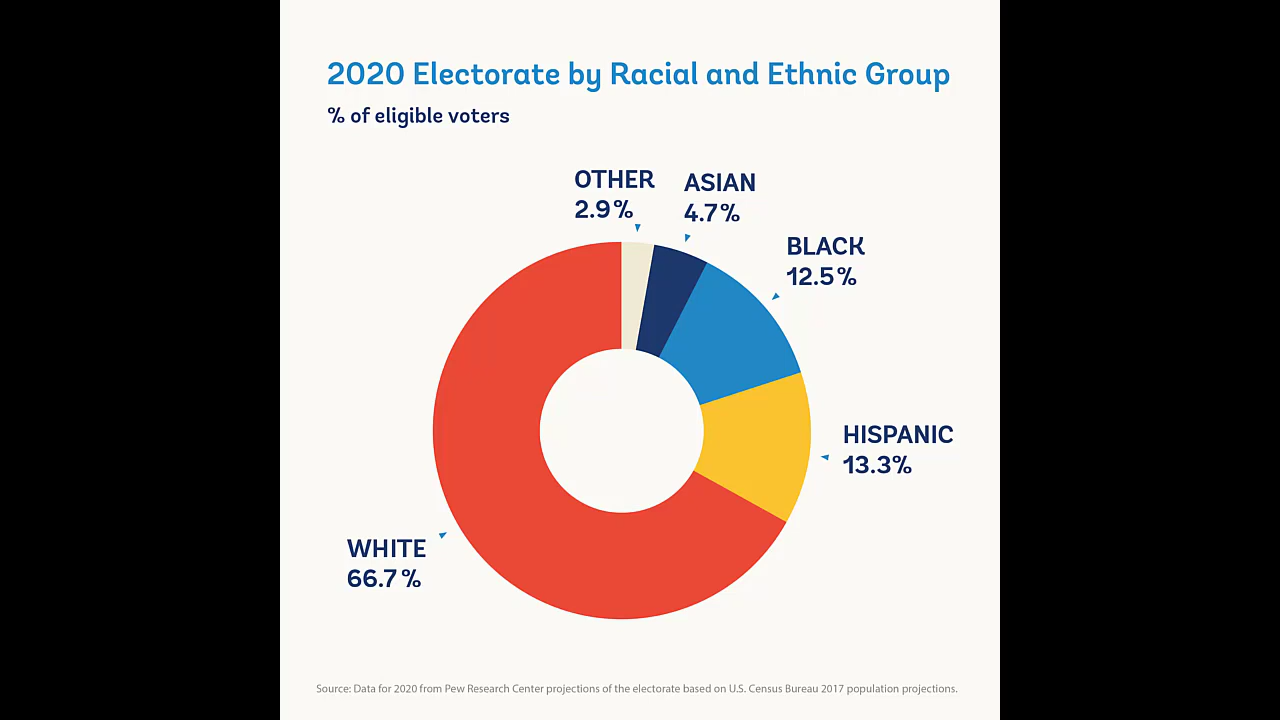 2020 Electorate by Racial and Ethnic Group
% of eligible voters
OTHER
2.9%
ASIAN
4.7%
BLACK
12.5%
HISPANIC
13.3%
WHITE
66.7%
Source: Data for 2020 from Pew Research Center projections of the electorate based on U.S. Census Bureau 2017 population projections.